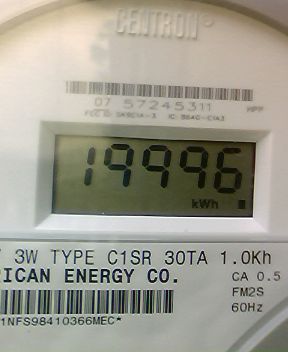 CENTRON
07 57245311
19996
kWh
3W TYPE C1SR 30TA 1.0Kh
RICAN ENERGY CO.
CA 0.5
FM2S
60Hz
1NFS98410366MEC*